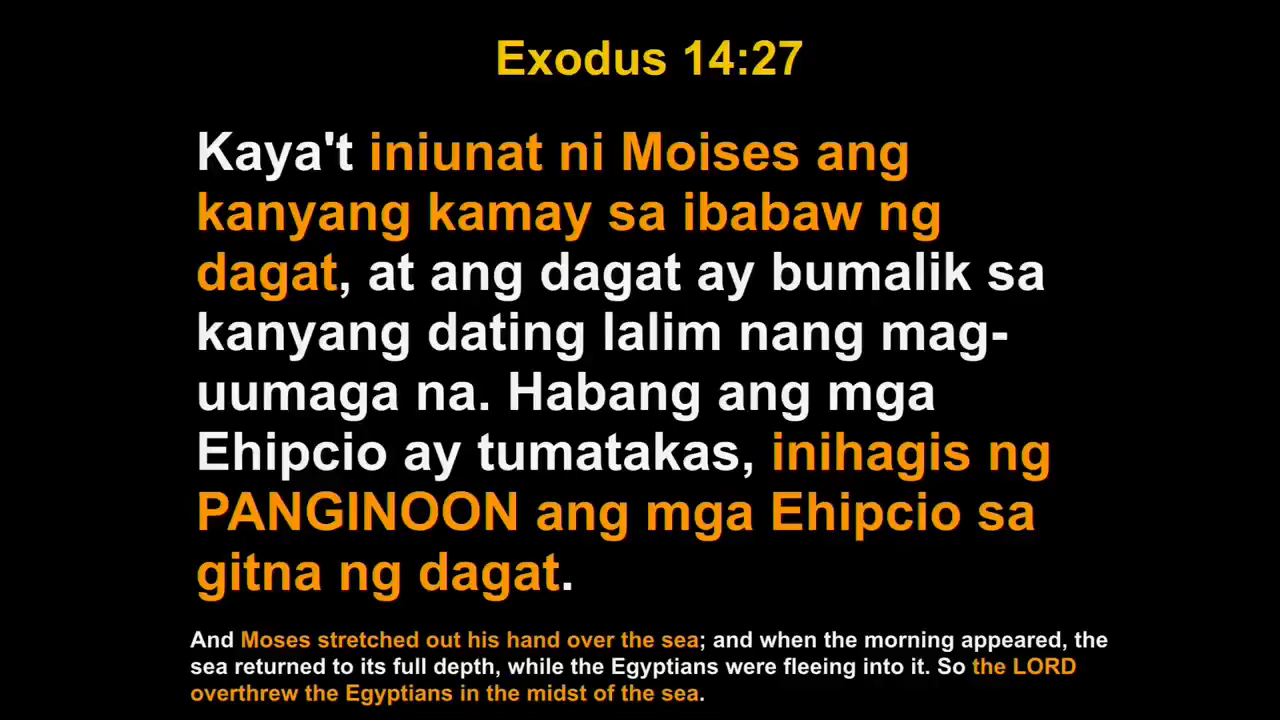 Exodus 14:27
Kaya't iniunat ni Moises ang
kanyang kamay sa ibabaw ng
dagat, at ang dagat ay bumalik sa
kanyang dating lalim nang mag-
uumaga na. Habang ang mga
Ehipcio ay tumatakas, inihagis ng
PANGINOON ang mga Ehipcio sa
gitna ng dagat.
And Moses stretched out his hand over the sea; and when the morning appeared, the
sea returned to its full depth, while the Egyptians were fleeing into it. So the LORD
overthrew the Egyptians in the midst of the sea.